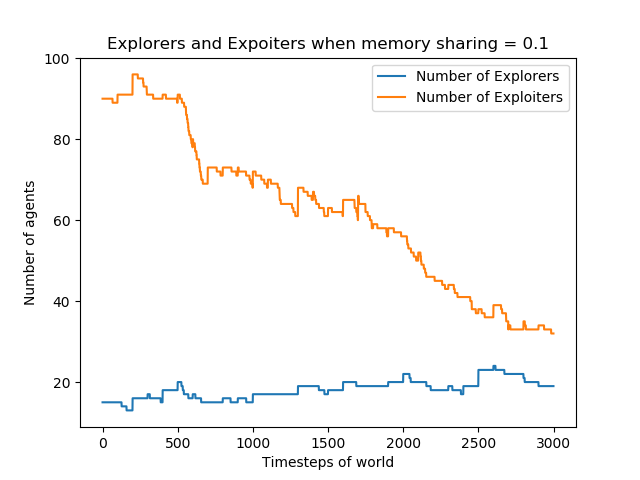 Explorers and Expoiters when memory sharing = 0.1
Number of Explorers
Number of Exploiters
100
80
60
40
20
Number of agents
0 500 1000 1500 2000 2500 3000
Timesteps of world